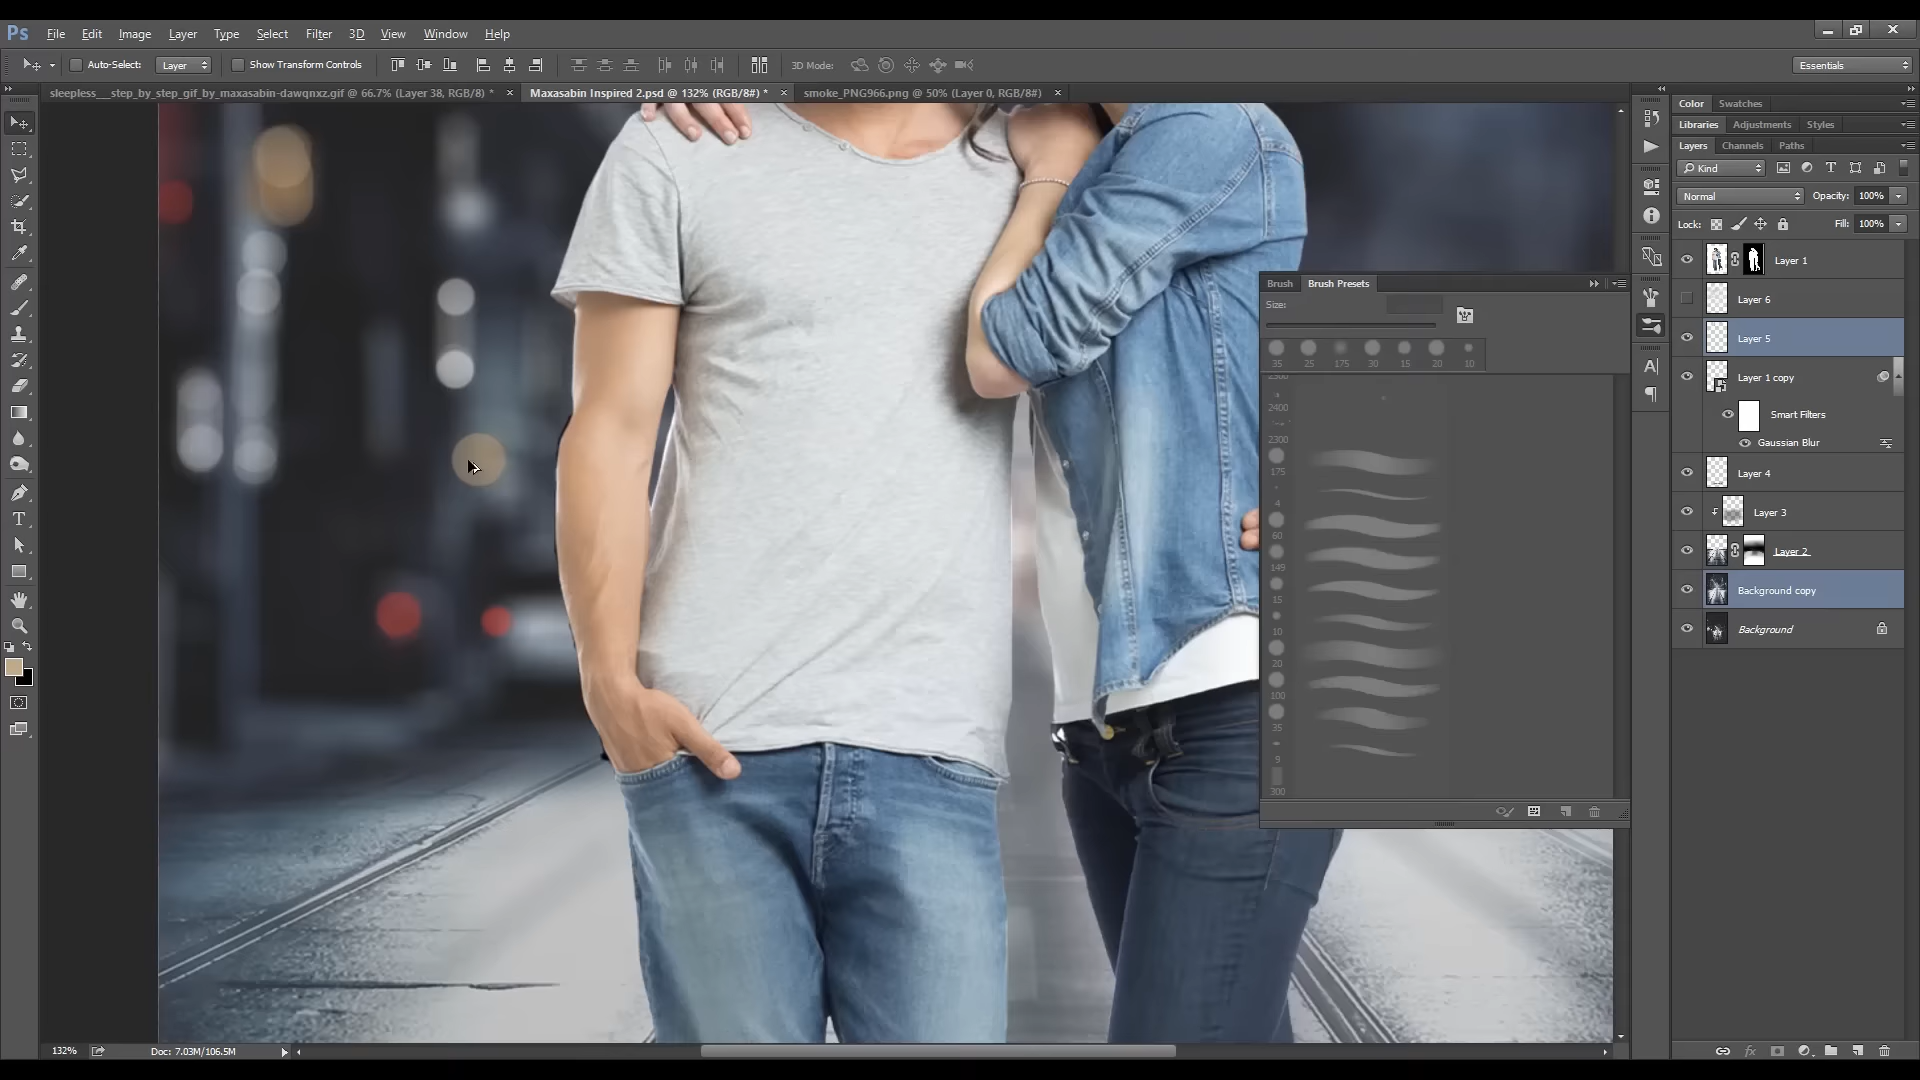 Ps File Edit Image Layer Type Select Filter 3D View Window Help
Auto-Select: Layer Show Transform Controls 3D Mode: Essentials
sleepless___step_by_step_gif_by_maxasabin-dawqnxz.gif @ 66.7% (Layer 38, RGB/8) * × Maxasabin Inspired 2.psd @ 132% (RGB/8#) * × smoke_PNG966.png @ 50% (Layer 0, RGB/8#) ×
Color Swatches
Libraries Adjustments Styles
Layers Channels Paths
Kind
Normal Opacity: 100%
Lock: Fill: 100%
Layer 1
Layer 6
Layer 5
Layer 1 copy
Smart Filters
Gaussian Blur
Layer 4
Layer 3
Layer 2
Background copy
Background
Brush Brush Presets
Size:
35 25 175 30 15 20 10
2400
2300
175
4
60
149
15
10
20
100
35
9
300
132% Doc: 7.03M/106.5M